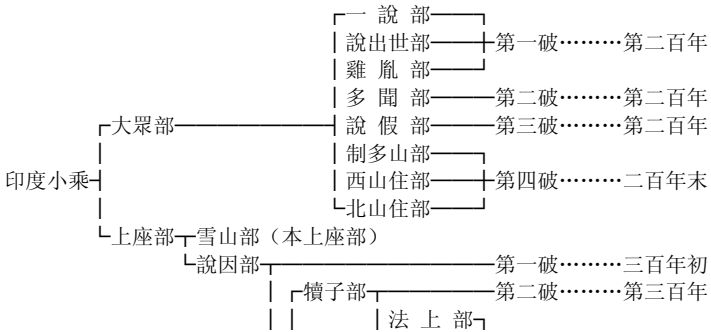 ┌一 說 部──┐
│說出世部──┼第一破………第二百年
│雞 胤 部──┘
│多 聞 部───第二破………第二百年
┌大眾部────────┤說 假 部───第三破………第二百年
│ │制多山部──┐
印度小乘┤ │西山住部──┼第四破………二百年末
│ └北山住部──┘
└上座部┬雪山部（本上座部）
└說因部┬───────────第一破………三百年初
│┌犢子部┬──────第二破………第三百年
││ │法 上 部┐